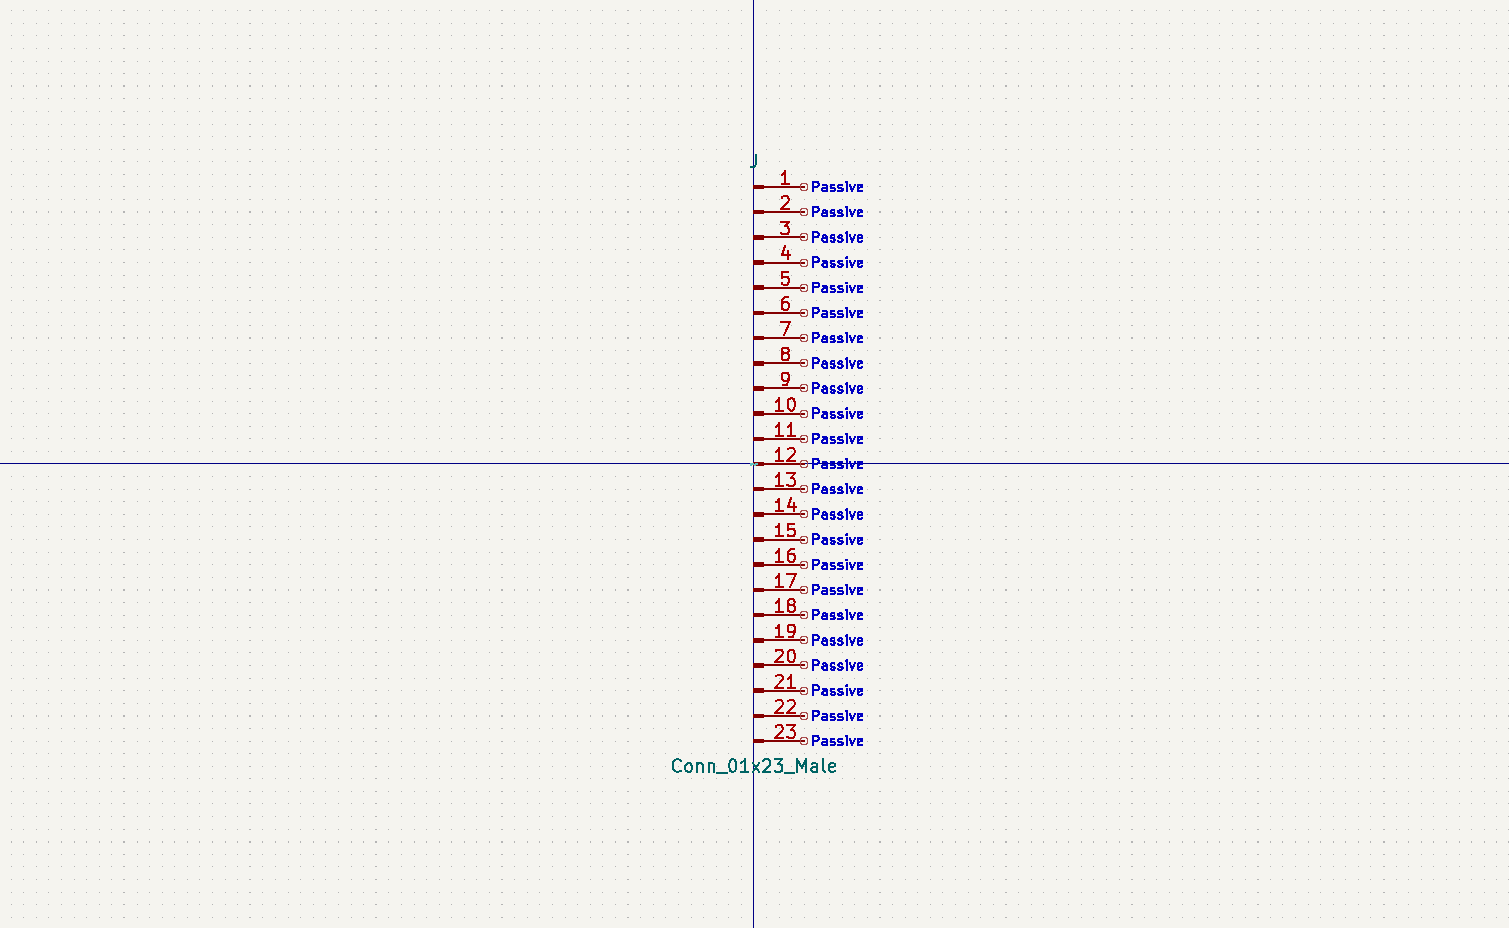 J
1 Passive
2 Passive
3 Passive
4 Passive
5 Passive
6 Passive
7 Passive
8 Passive
9 Passive
10 Passive
11 Passive
12 Passive
13 Passive
14 Passive
15 Passive
16 Passive
17 Passive
18 Passive
19 Passive
20 Passive
21 Passive
22 Passive
23 Passive
Conn_01x23_Male